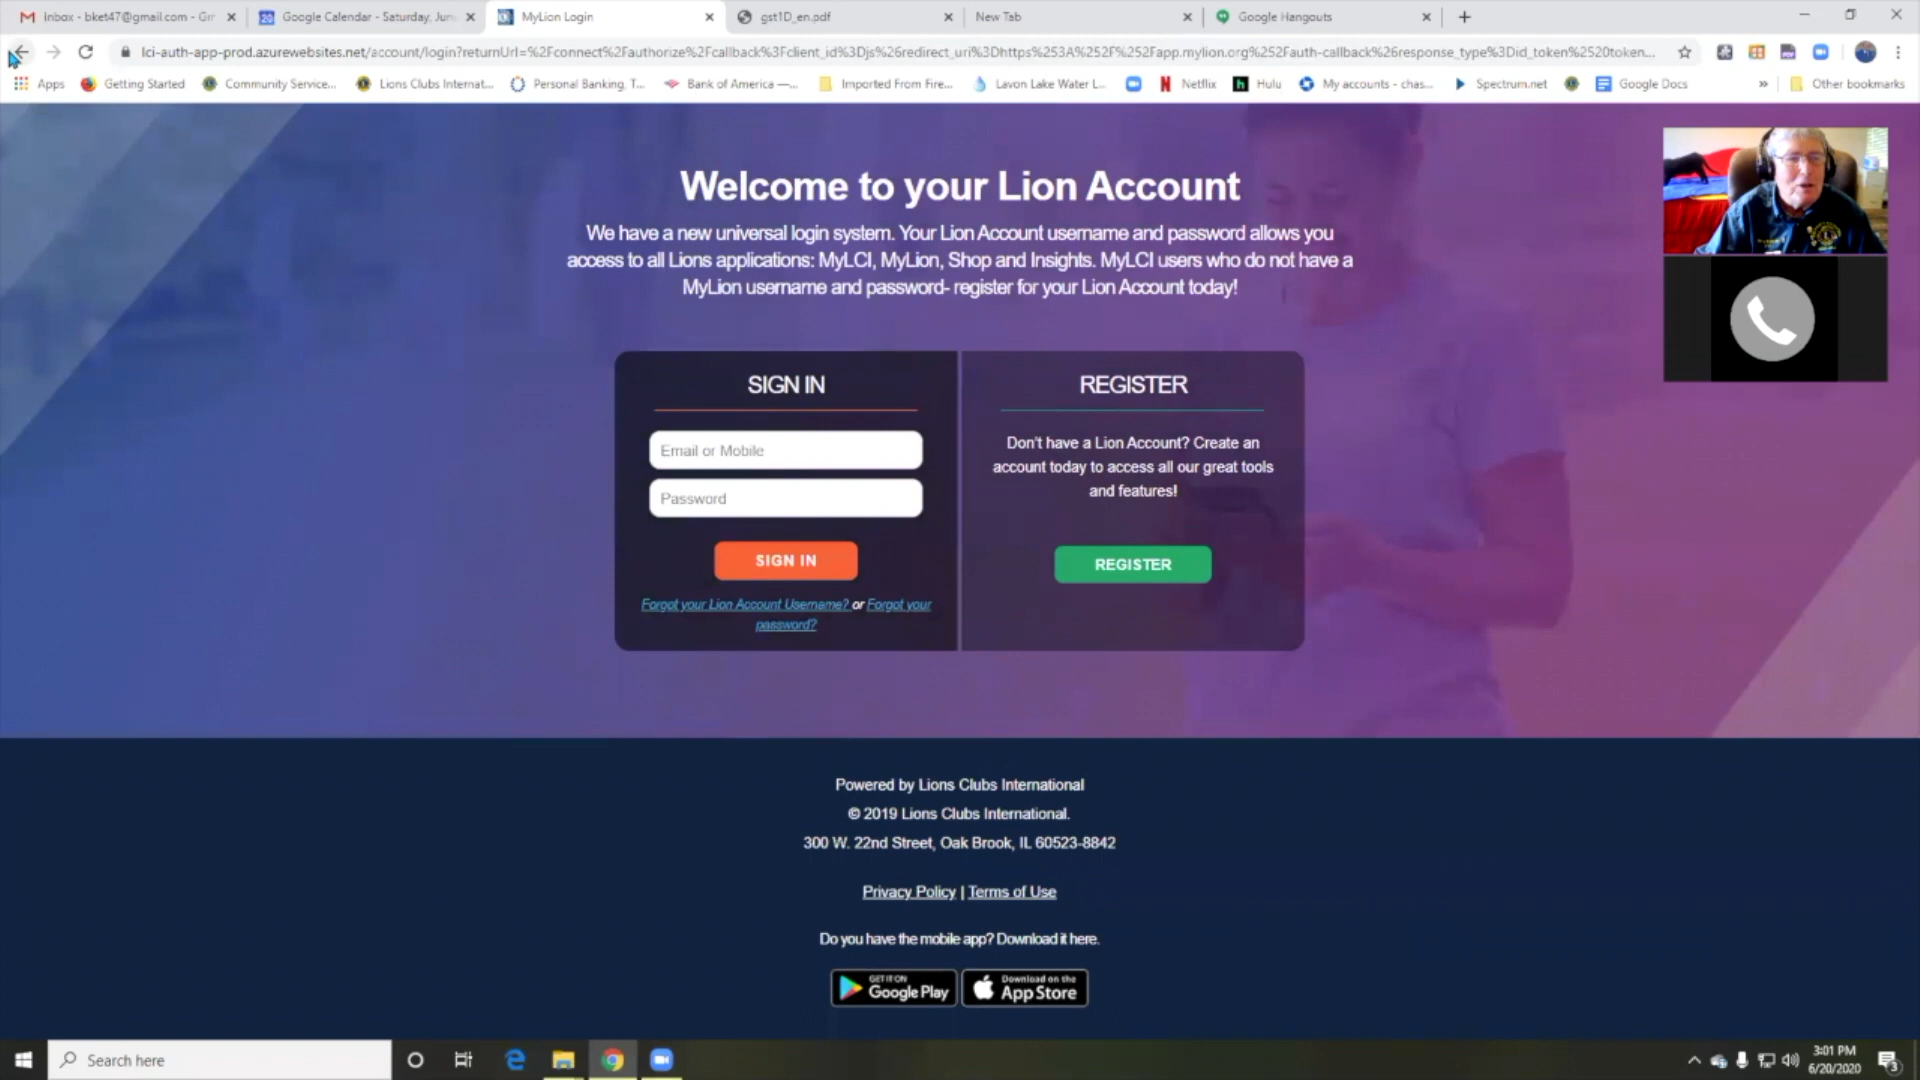 Inbox - bket47@gmail.com - Gm
Google Calendar - Saturday, Jun
MyLion Login
gst1D_en.pdf
New Tab
Google Hangouts
lci-auth-app-prod.azurewebsites.net/account/login?returnUrl=%2Fconnect%2Fauthorize%2Fcallback%3Fclient_id%3Djs%26redirect_uri%3Dhttps%253A%252F%252Fapp.mylion.org%252Fauth-callback%26response_type%3Did_token%2520token...
Apps
Getting Started
Community Service...
Lions Clubs Internat...
Personal Banking, T...
Bank of America —...
Imported From Fire...
Lavon Lake Water L...
Netflix
Hulu
My accounts - chas...
Spectrum.net
Google Docs
»
Other bookmarks
Welcome to your Lion Account
We have a new universal login system. Your Lion Account username and password allows you
access to all Lions applications: MyLCI, MyLion, Shop and Insights. MyLCI users who do not have a
MyLion username and password- register for your Lion Account today!
SIGN IN
Email or Mobile
Password
SIGN IN
Forgot your Lion Account Username? or Forgot your
password?
REGISTER
Don't have a Lion Account? Create an
account today to access all our great tools
and features!
REGISTER
Powered by Lions Clubs International
© 2019 Lions Clubs International.
300 W. 22nd Street, Oak Brook, IL 60523-8842
Privacy Policy | Terms of Use
Do you have the mobile app? Download it here.
GET IT ON
Google Play
Download on the
App Store
Search here
3:01 PM
6/20/2020
3